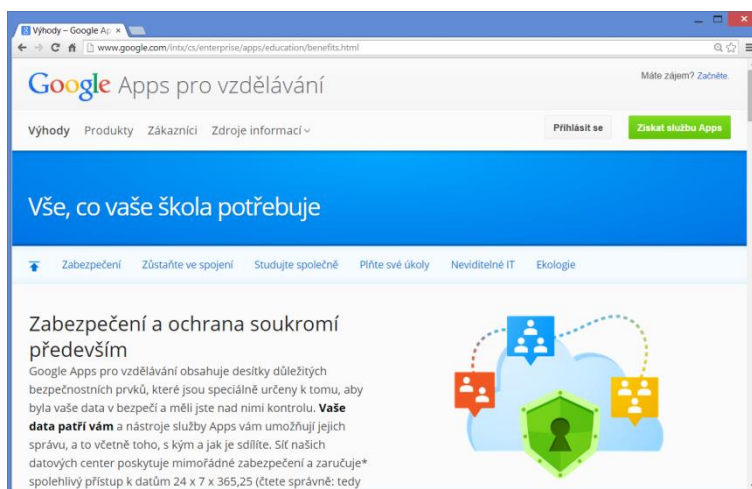 Výhody – Google Ap
www.google.com/intx/cs/enterprise/apps/education/benefits.html
Google Apps pro vzdělávání
Máte zájem? Začněte.
Výhody Produkty Zákazníci Zdroje informací
Přihlásit se
Získat službu Apps
Vše, co vaše škola potřebuje
Zabezpečení Zůstaňte ve spojení Studujte společně Plňte své úkoly Neviditelné IT Ekologie
Zabezpečení a ochrana soukromí
především
Google Apps pro vzdělávání obsahuje desítky důležitých
bezpečnostních prvků, které jsou speciálně určeny k tomu, aby
byla vaše data v bezpečí a měli jste nad nimi kontrolu. Vaše
data patří vám a nástroje služby Apps vám umožňují jejich
správu, a to včetně toho, s kým a jak je sdílíte. Síť našich
datových center poskytuje mimořádné zabezpečení a zaručuje*
spolehlivý přístup k datům 24 x 7 x 365,25 (čtete správně: tedy